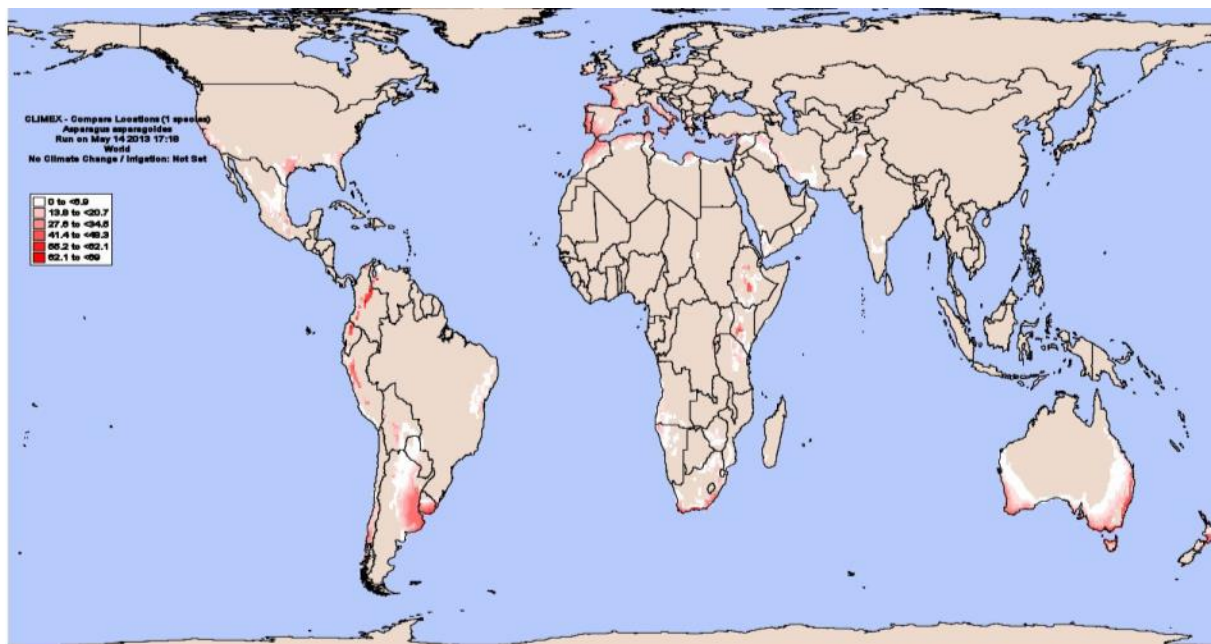 CLIMEX - Compare Locations (1 species)
Asparagus asparagoides
Run on May 14 2013 17:18
World
No Climate Change / Irrigation: Not Set
0 to <6.9
13.8 to <20.7
27.6 to <34.5
41.4 to <48.3
55.2 to <62.1
62.1 to <69